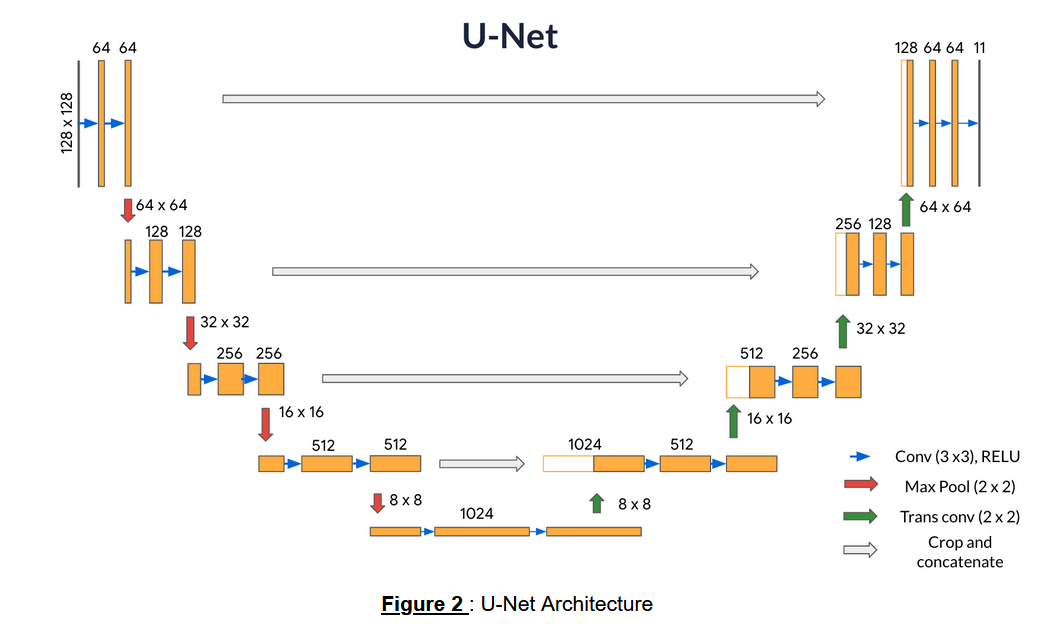 U-Net
64 64
128 64 64 11
128 x 128
64 x 64
64 x 64
128 128
256 128
32 x 32
32 x 32
256 256
512 256
16 x 16
16 x 16
512 512
1024 512
Conv (3 x3), RELU
Max Pool (2 x 2)
8 x 8
8 x 8
1024
Trans conv (2 x 2)
Crop and
concatenate
Figure 2 : U-Net Architecture